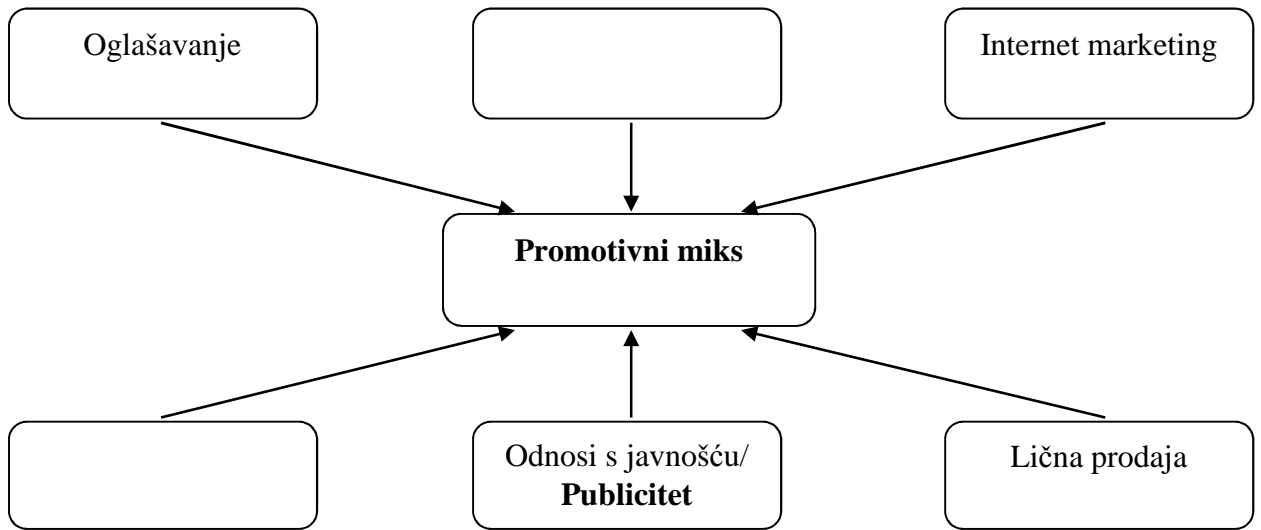 Oglašavanje
Internet marketing
Promotivni miks
Odnosi s javnošću/
Publicitet
Lična prodaja